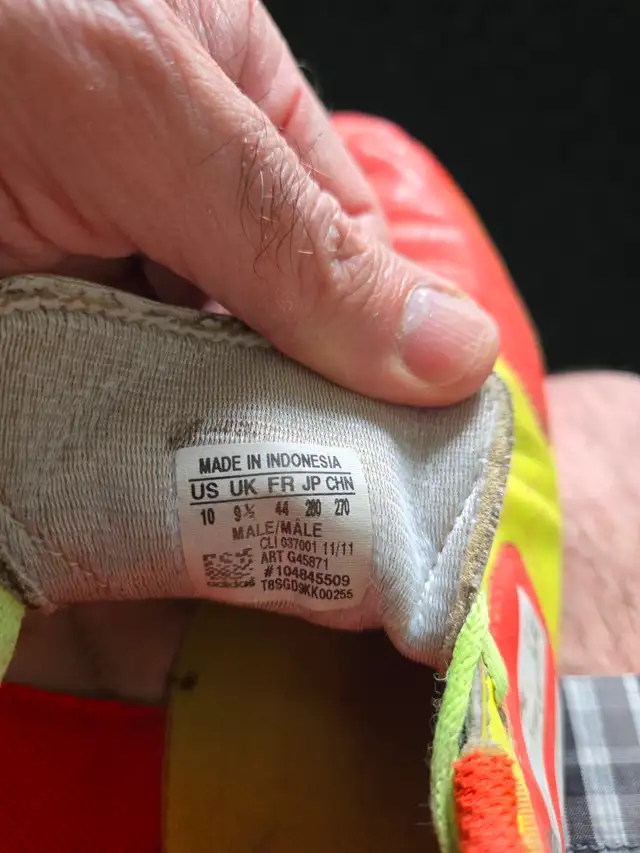 MADE IN INDONESIA
US UK FR JP CHN
10 9½ 44 280 270
MALE/MÂLE
CLI 037001 11/11
ART G45871
#104845509
adidas T8SGD9KK00255